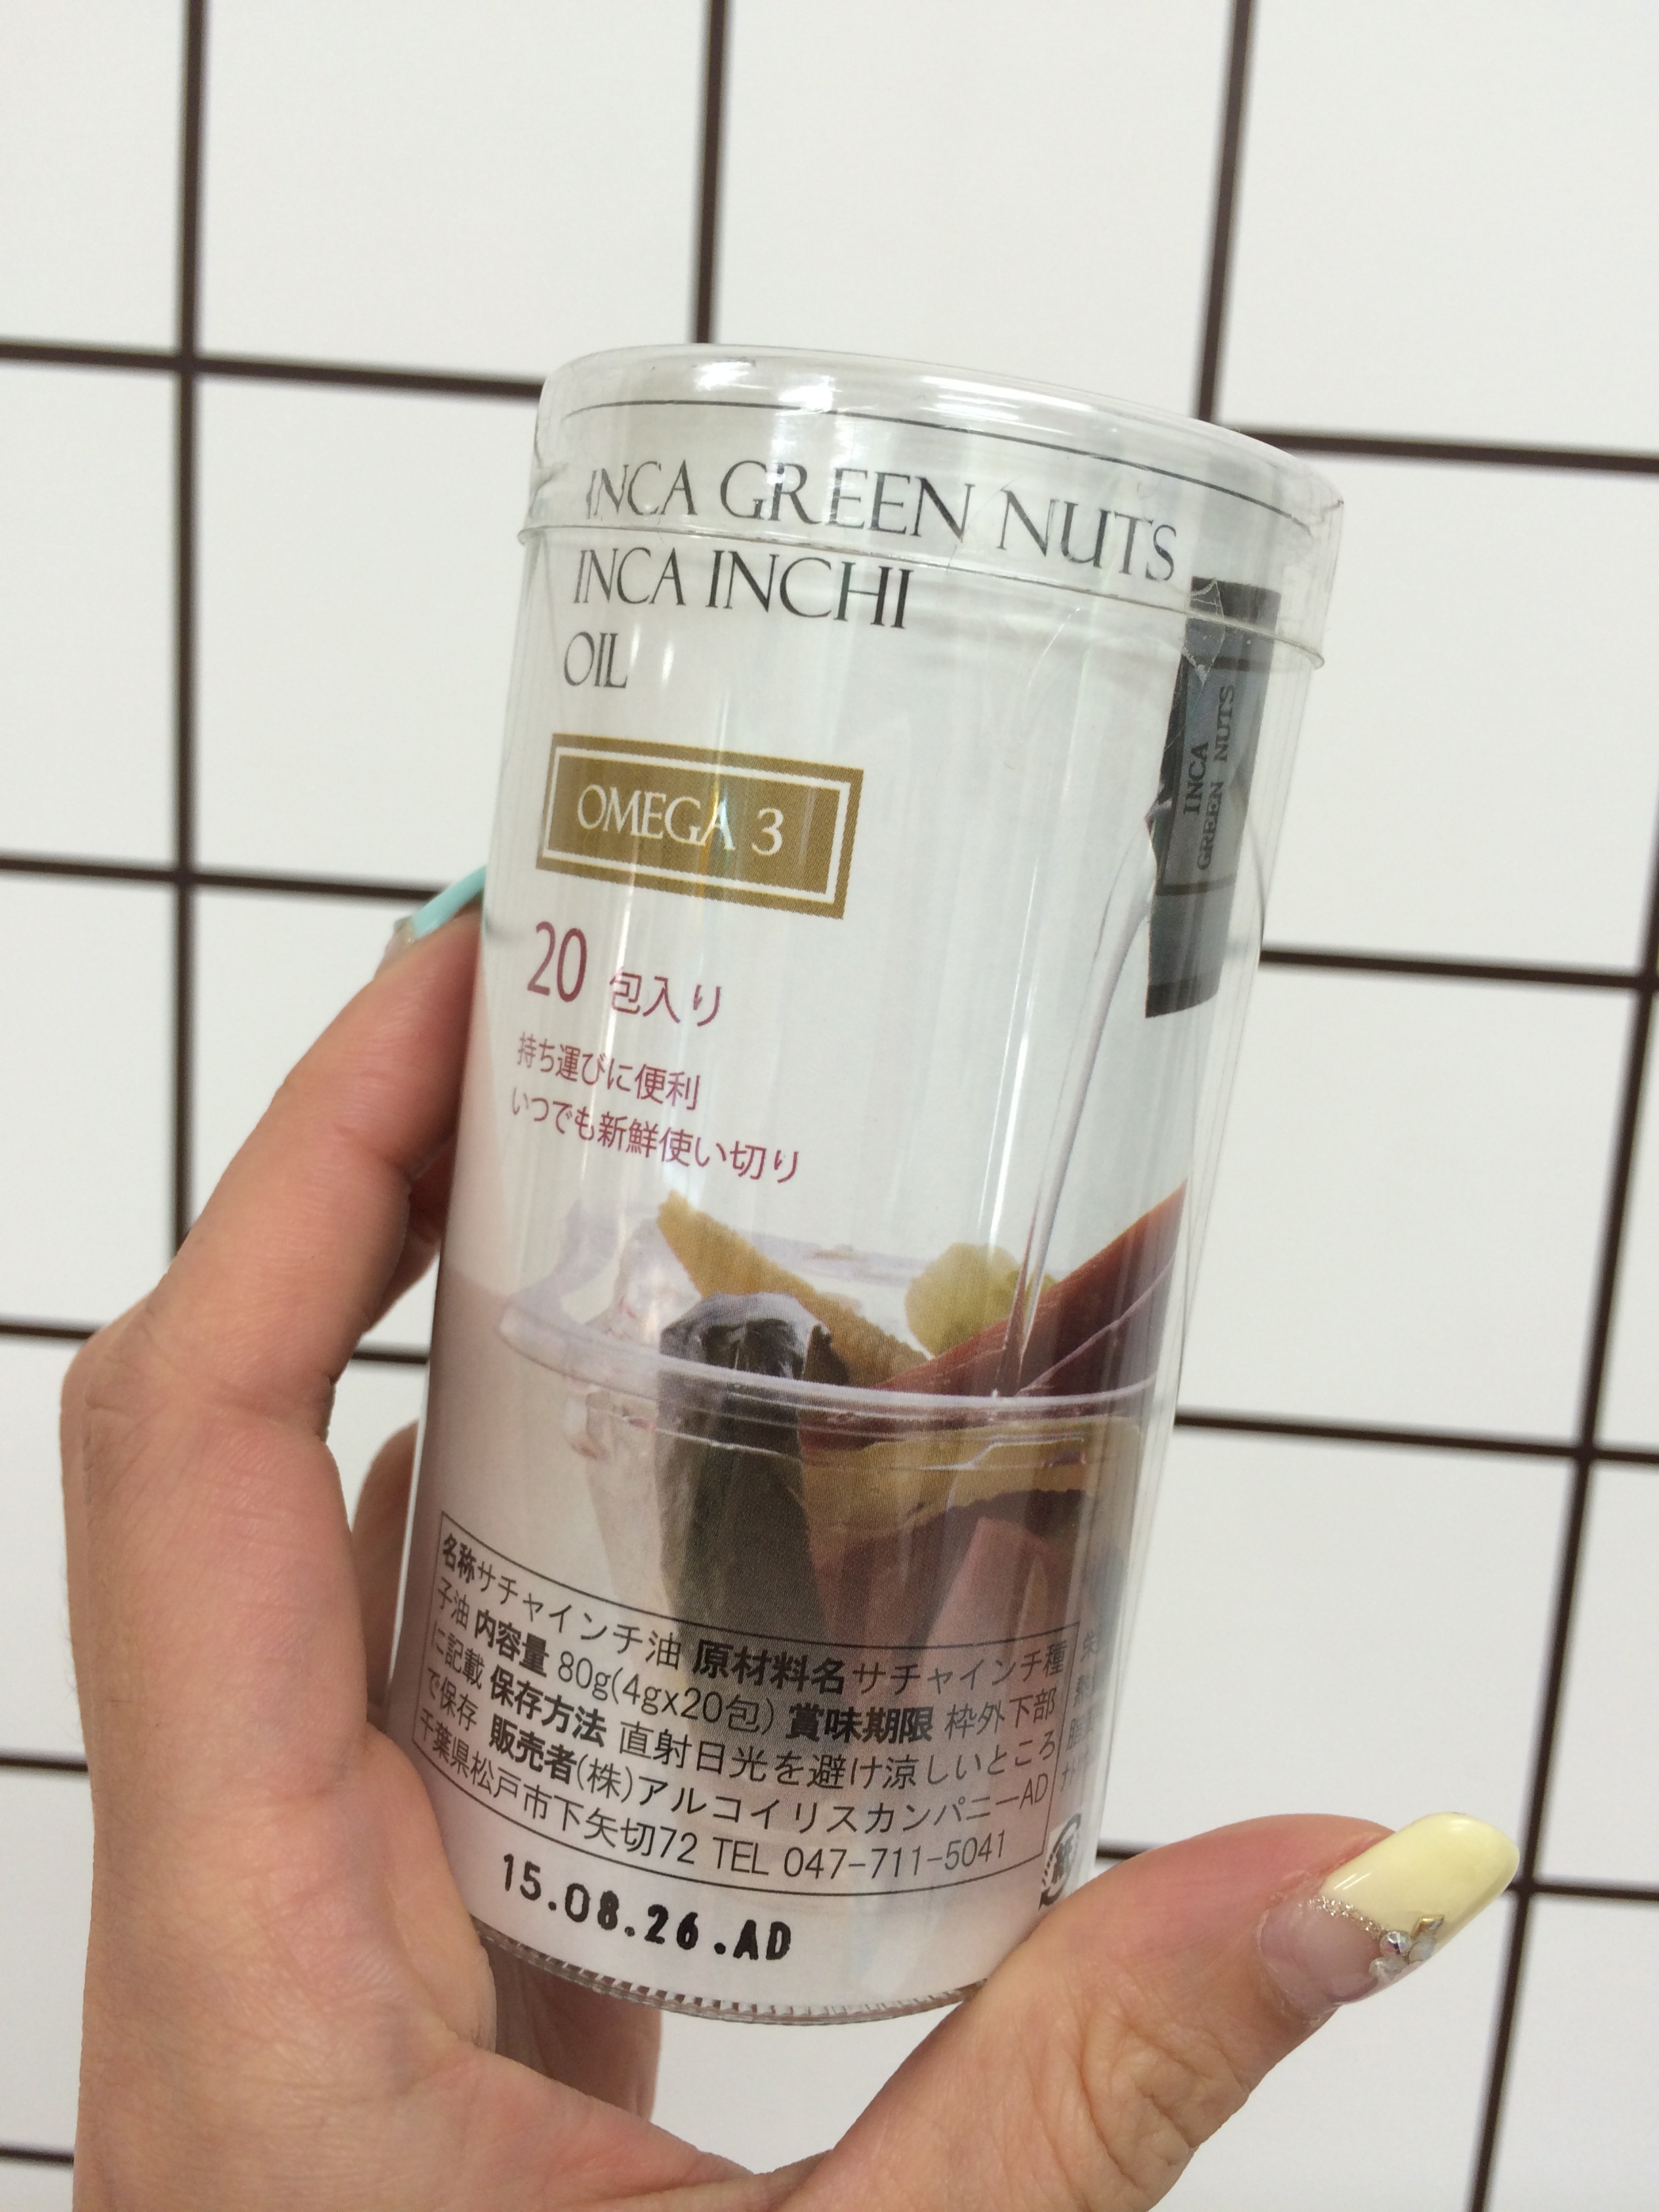 INCA GREEN NUTS
INCA INCHI
OIL
OMEGA 3
INCA
GREEN NUTS
20 包入り
持ち運びに便利
いつでも新鮮使い切り
名称サチャインチ油 原材料名 サチャインチ種
子油 内容量 80g(4gx20包) 賞味期限 枠外下部
に記載 保存方法 直射日光を避け涼しいところ
で保存 販売者(株)アルコイリスカンパニーAD
千葉県松戸市下矢切72 TEL 047-711-5041
15.08.26.AD